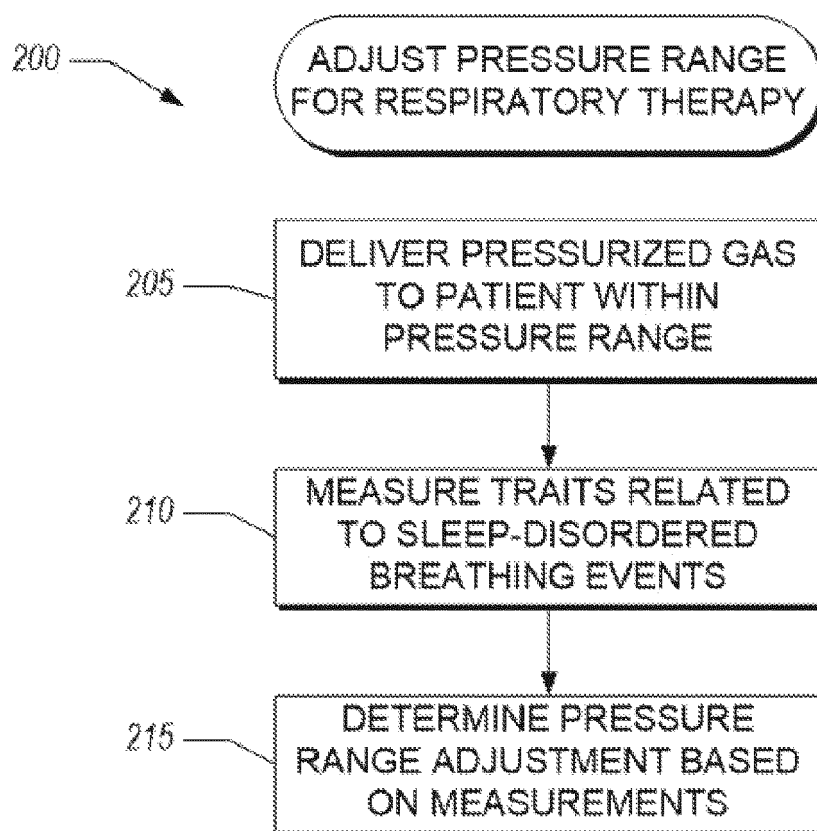 200
ADJUST PRESSURE RANGE
FOR RESPIRATORY THERAPY
205
DELIVER PRESSURIZED GAS
TO PATIENT WITHIN
PRESSURE RANGE
210
MEASURE TRAITS RELATED
TO SLEEP-DISORDERED
BREATHING EVENTS
215
DETERMINE PRESSURE
RANGE ADJUSTMENT BASED
ON MEASUREMENTS